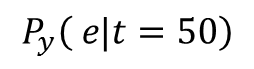 P_y( e|t = 50)